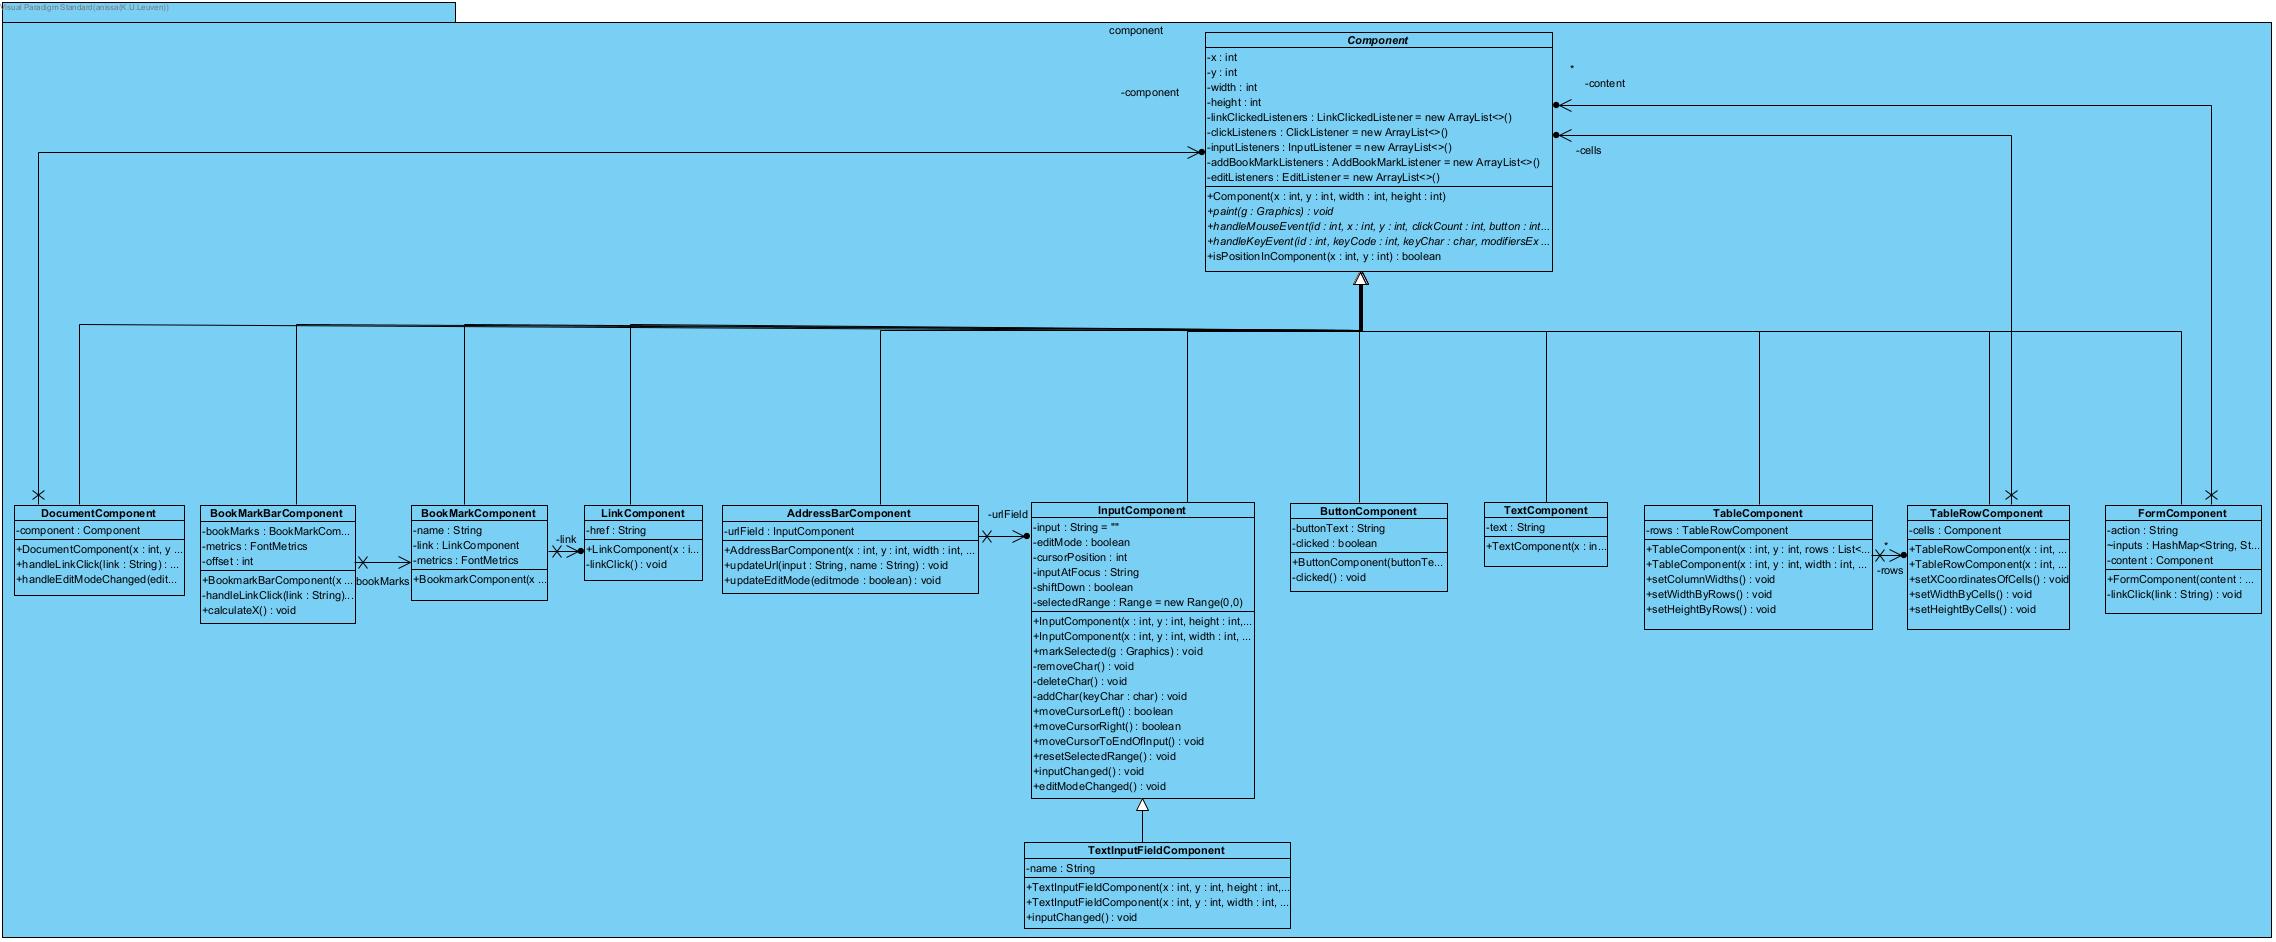 Visual Paradigm Standard(anissa(K.U.Leuven))
component
Component
-x : int
-y : int
-width : int
-height : int
-linkClickedListeners : LinkClickedListener = new ArrayList<>()
-clickListeners : ClickListener = new ArrayList<>()
-inputListeners : InputListener = new ArrayList<>()
-addBookMarkListeners : AddBookMarkListener = new ArrayList<>()
-editListeners : EditListener = new ArrayList<>()
+Component(x : int, y : int, width : int, height : int)
+paint(g : Graphics) : void
+handleMouseEvent(id : int, x : int, y : int, clickCount : int, button : int...
+handleKeyEvent(id : int, keyCode : int, keyChar : char, modifiersEx ...
+isPositionInComponent(x : int, y : int) : boolean
-component
*
-content
-cells
DocumentComponent
-component : Component
+DocumentComponent(x : int, y ...
+handleLinkClick(link : String) : ...
+handleEditModeChanged(edit...
BookMarkBarComponent
-bookMarks : BookMarkCom...
-metrics : FontMetrics
-offset : int
+BookmarkBarComponent(x ...
-handleLinkClick(link : String)...
+calculateX() : void
bookMarks
BookMarkComponent
-name : String
-link : LinkComponent
-metrics : FontMetrics
+BookmarkComponent(x ...
-link
LinkComponent
-href : String
+LinkComponent(x : i...
-linkClick() : void
AddressBarComponent
-urlField : InputComponent
+AddressBarComponent(x : int, y : int, width : int, ...
+updateUrl(input : String, name : String) : void
+updateEditMode(editmode : boolean) : void
-urlField
InputComponent
-input : String = ""
-editMode : boolean
-cursorPosition : int
-inputAtFocus : String
-shiftDown : boolean
-selectedRange : Range = new Range(0,0)
+InputComponent(x : int, y : int, height : int,...
+InputComponent(x : int, y : int, width : int, ...
+markSelected(g : Graphics) : void
-removeChar() : void
-deleteChar() : void
-addChar(keyChar : char) : void
+moveCursorLeft() : boolean
+moveCursorRight() : boolean
+moveCursorToEndOfInput() : void
+resetSelectedRange() : void
+inputChanged() : void
+editModeChanged() : void
ButtonComponent
-buttonText : String
-clicked : boolean
+ButtonComponent(buttonTe...
-clicked() : void
TextComponent
-text : String
+TextComponent(x : in...
TableComponent
-rows : TableRowComponent
+TableComponent(x : int, y : int, rows : List<...
+TableComponent(x : int, y : int, width : int, ...
+setColumnWidths() : void
+setWidthByRows() : void
+setHeightByRows() : void
*
-rows
TableRowComponent
-cells : Component
+TableRowComponent(x : int, ...
+TableRowComponent(x : int, ...
+setXCoordinatesOfCells() : void
+setWidthByCells() : void
+setHeightByCells() : void
FormComponent
-action : String
~inputs : HashMap<String, St...
-content : Component
+FormComponent(content : ...
-linkClick(link : String) : void
TextInputFieldComponent
-name : String
+TextInputFieldComponent(x : int, y : int, height : int,...
+TextInputFieldComponent(x : int, y : int, width : int, ...
+inputChanged() : void